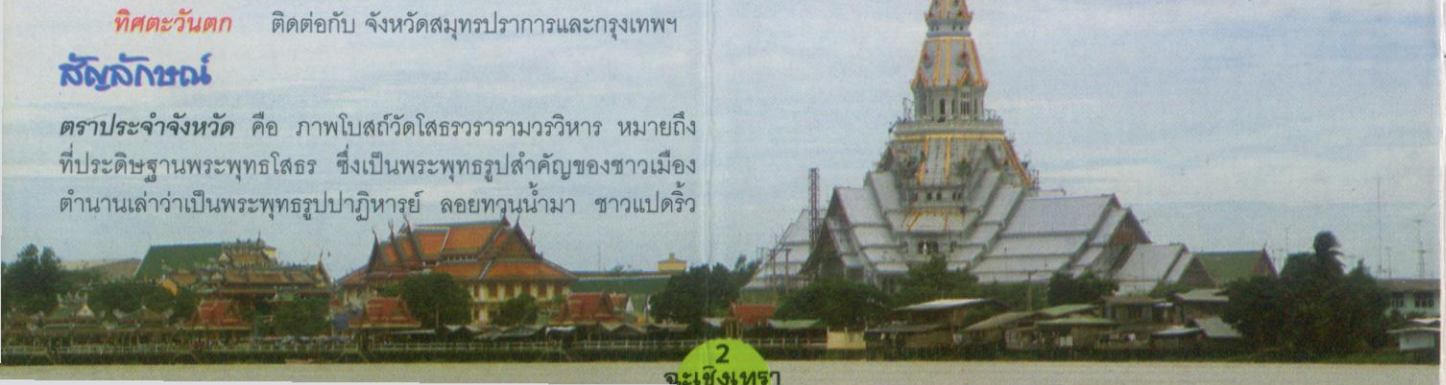 ทิศตะวันตก ติดต่อกับ จังหวัดสมุทรปราการและกรุงเทพฯ
สัญลักษณ์
ตราประจำจังหวัด คือ ภาพโบสถ์วัดโสธรวรารามวรวิหาร หมายถึง
ที่ประดิษฐานพระพุทธโสธร ซึ่งเป็นพระพุทธรูปสำคัญของชาวเมือง
ตำนานเล่าว่าเป็นพระพุทธรูปปาฏิหารย์ ลอยทวนน้ำมา ชาวแปดริ้ว
2
ฉะเชิงเทรา